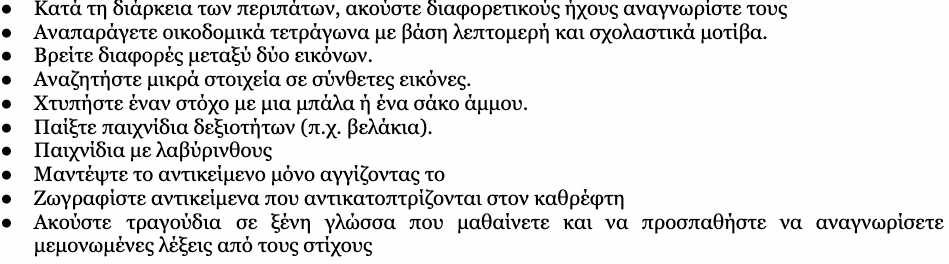 ● Κατά τη διάρκεια των περιπάτων, ακούστε διαφορετικούς ήχους αναγνωρίστε τους
● Αναπαράγετε οικοδομικά τετράγωνα με βάση λεπτομερή και σχολαστικά μοτίβα.
● Βρείτε διαφορές μεταξύ δύο εικόνων.
● Αναζητήστε μικρά στοιχεία σε σύνθετες εικόνες.
● Χτυπήστε έναν στόχο με μια μπάλα ή ένα σάκο άμμου.
● Παίξτε παιχνίδια δεξιοτήτων (π.χ. βελάκια).
● Παιχνίδια με λαβύρινθους
● Μαντέψτε το αντικείμενο μόνο αγγίζοντας το
● Ζωγραφίστε αντικείμενα που αντικατοπτρίζονται στον καθρέφτη
● Ακούστε τραγούδια σε ξένη γλώσσα που μαθαίνετε και να προσπαθήστε να αναγνωρίσετε
μεμονωμένες λέξεις από τους στίχους